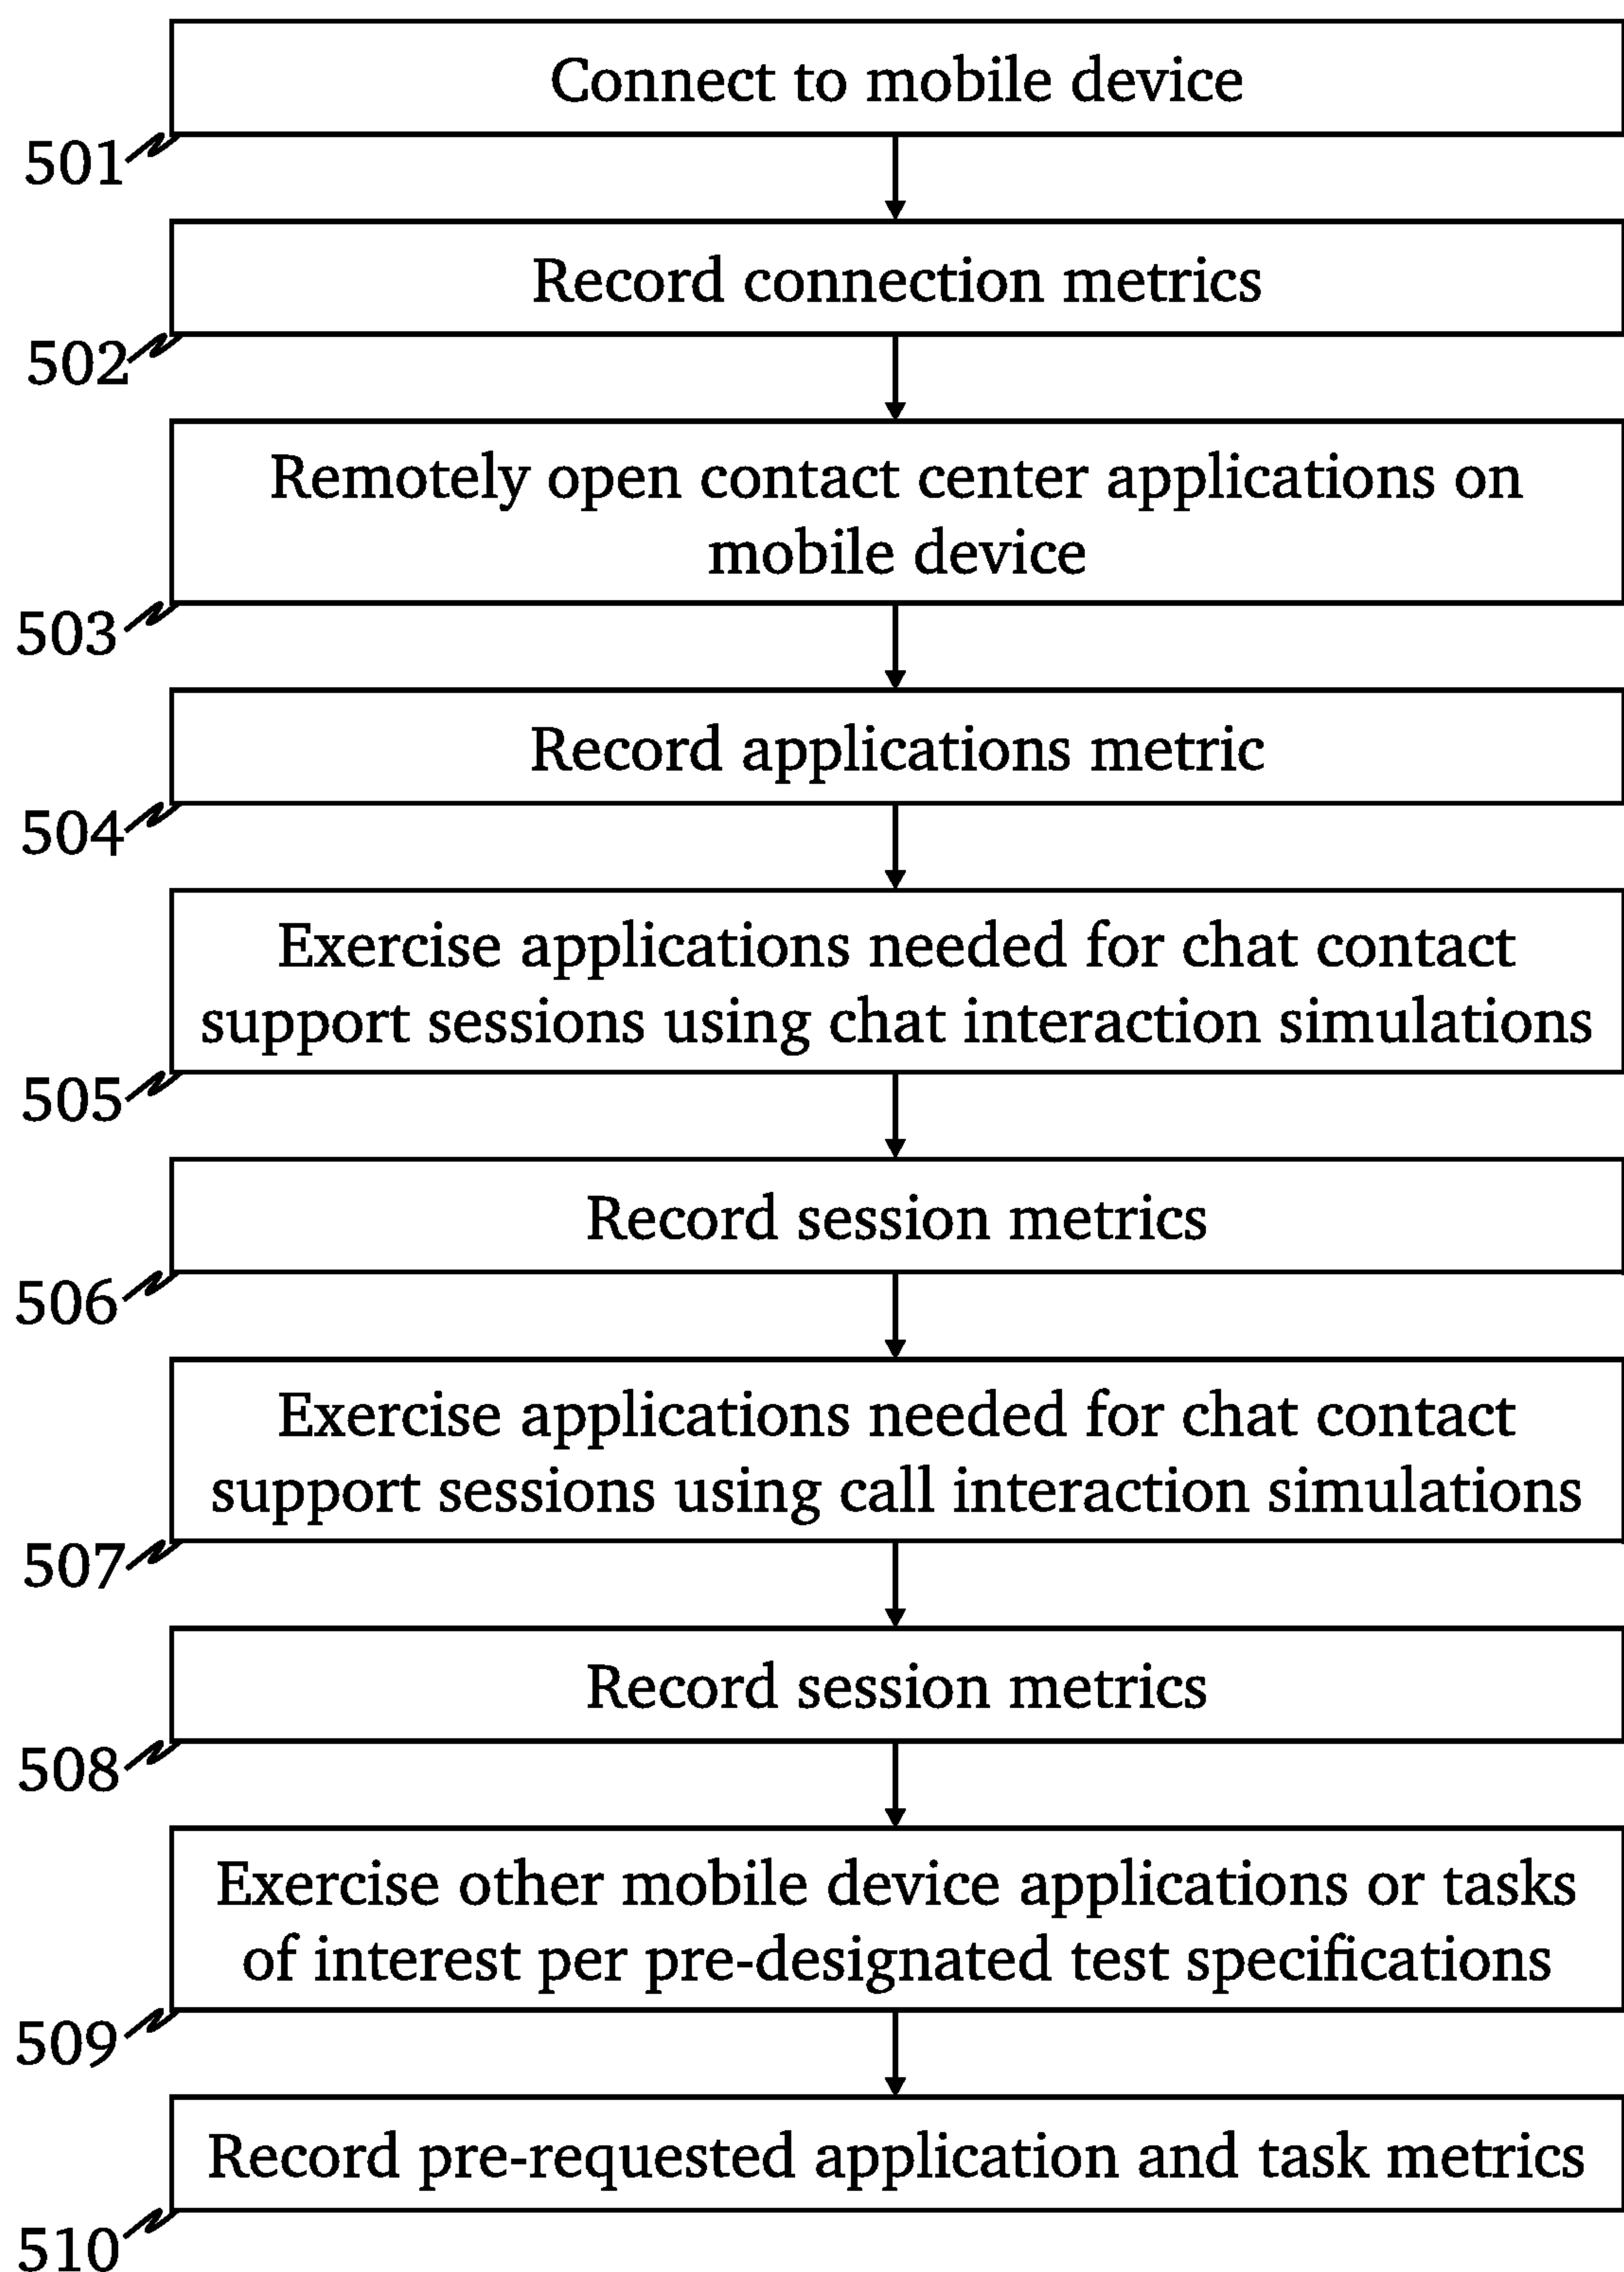 Connect to mobile device
501
Record connection metrics
502
Remotely open contact center applications on
mobile device
503
Record applications metric
504
Exercise applications needed for chat contact
support sessions using chat interaction simulations
505
Record session metrics
506
Exercise applications needed for chat contact
support sessions using call interaction simulations
507
Record session metrics
508
Exercise other mobile device applications or tasks
of interest per pre-designated test specifications
509
Record pre-requested application and task metrics
510